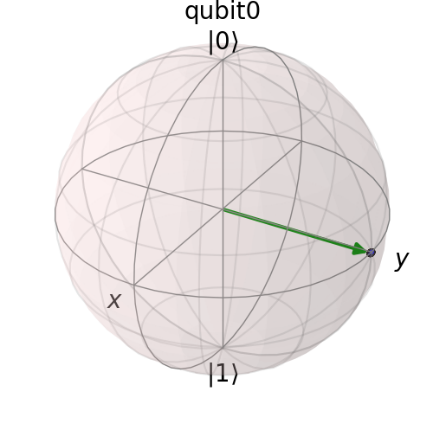 qubit0
|0⟩
y
x
|1⟩